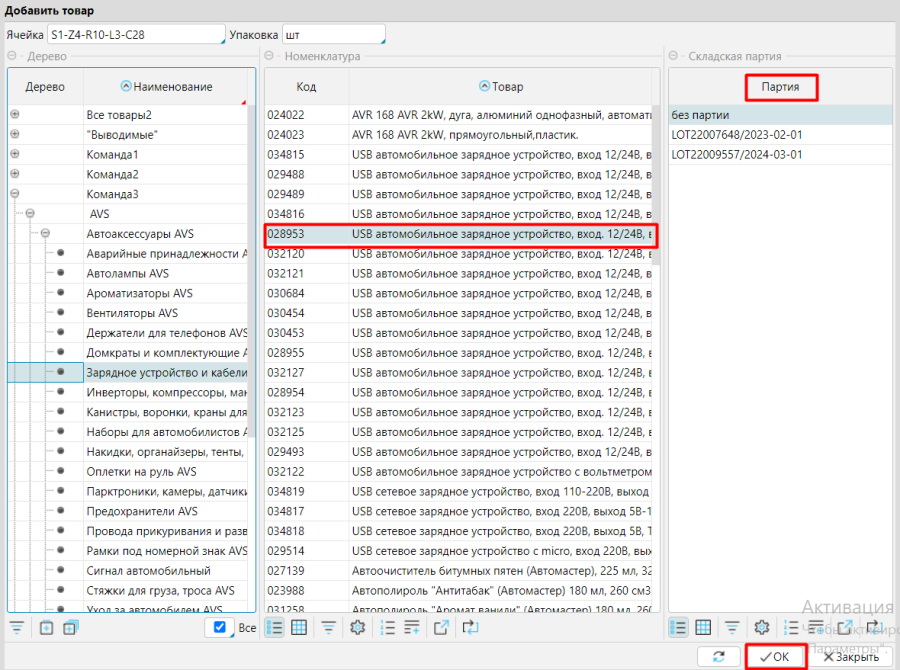 Добавить товар
Ячейка S1-Z4-R10-L3-C28 Упаковка шт
Дерево Номенклатура Складская партия
Дерево Наименование Код Товар Партия
Все товары2 024022 AVR 168 AVR 2kW, дуга, алюминий однофазный, автомати без партии
"Выводимые" 024023 AVR 168 AVR 2kW, прямоугольный,пластик. LOT22007648/2023-02-01
Команда1 034815 USB автомобильное зарядное устройство, вход 12/24В, в LOT22009557/2024-03-01
Команда2 029488 USB автомобильное зарядное устройство, вход 12/24В, в
Команда3 029489 USB автомобильное зарядное устройство, вход 12/24В, в
AVS 034816 USB автомобильное зарядное устройство, вход 12/24В, в
Автоаксессуары AVS 028953 USB автомобильное зарядное устройство, вход. 12/24В, в
Аварийные принадлежности A 032120 USB автомобильное зарядное устройство, вход. 12/24В, в
Автолампы AVS 032121 USB автомобильное зарядное устройство, вход. 12/24В, в
Ароматизаторы AVS 030684 USB автомобильное зарядное устройство, вход. 12/24В, в
Вентиляторы AVS 030454 USB автомобильное зарядное устройство, вход. 12/24В, в
Держатели для телефонов AVS 030453 USB автомобильное зарядное устройство, вход. 12/24В, в
Домкраты и комплектующие A 028955 USB автомобильное зарядное устройство, вход. 12/24В, в
Зарядное устройство и кабели 032127 USB автомобильное зарядное устройство, вход. 12/24В, в
Инверторы, компрессоры, ман 028954 USB автомобильное зарядное устройство, вход. 12/24В, в
Канистры, воронки, краны для 032123 USB автомобильное зарядное устройство, вход. 12/24В, в
Наборы для автомобилистов A 032125 USB автомобильное зарядное устройство, вход. 12/24В, в
Накидки, органайзеры, тенты, 029493 USB автомобильное зарядное устройство, вход. 12/24В, в
Оплетки на руль AVS 032122 USB автомобильное зарядное устройство с вольтметром
Парктроники, камеры, датчики 034819 USB сетевое зарядное устройство, вход 110-220В, выход
Предохранители AVS 034817 USB сетевое зарядное устройство, вход 220В, выход 5В-1
Провода прикуривания и разв 034818 USB сетевое зарядное устройство, вход 220В, выход 5В, Т
Рамки под номерной знак AVS 029514 USB сетевое зарядное устройство с micro, вход 220В, вых
Сигнал автомобильный 027139 Автоочиститель битумных пятен (Автомастер), 225 мл, 32
Стяжки для груза, троса AVS 023988 Автополироль "Антитабак" (Автомастер) 180 мл, 260 см3
Уход за автомобилем AVS 031258 Автополироль "Аромат ванили" (Автомастер) 180 мл, 260
Все
Активация
Чтобы активиров
"Параметры".
OK Закрыть